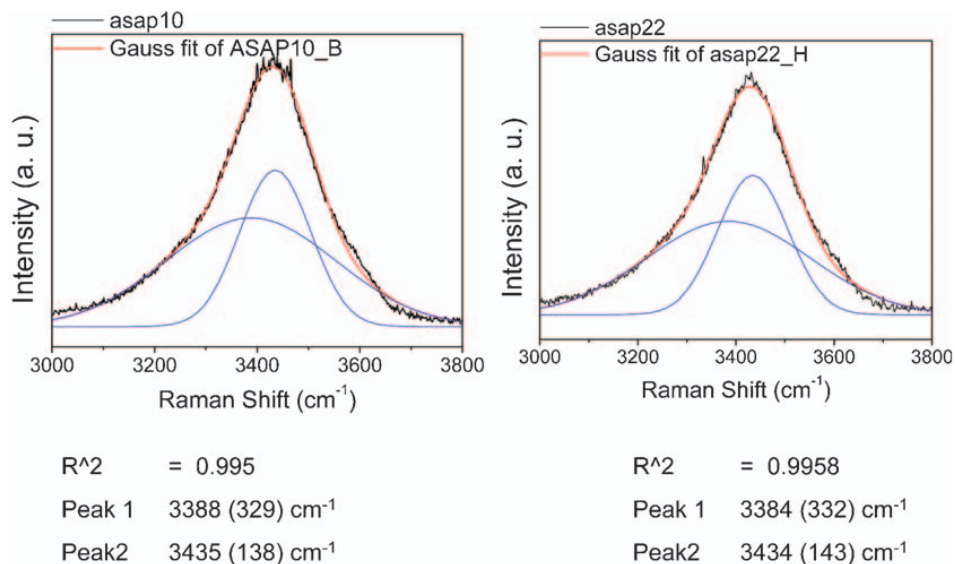 asap10
Gauss fit of ASAP10_B
Intensity (a. u.)
3000 3200 3400 3600 3800
Raman Shift (cm⁻¹)
R^2 = 0.995
Peak 1 3388 (329) cm⁻¹
Peak2 3435 (138) cm⁻¹
asap22
Gauss fit of asap22_H
Intensity (a. u.)
3000 3200 3400 3600 3800
Raman Shift (cm⁻¹)
R^2 = 0.9958
Peak 1 3384 (332) cm⁻¹
Peak2 3434 (143) cm⁻¹